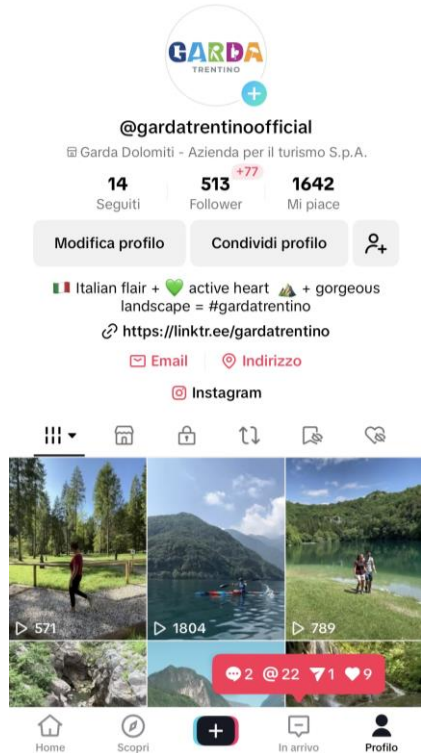 GARDA
TRENTINO
@gardatrentinoofficial
Garda Dolomiti - Azienda per il turismo S.p.A.
14
Seguiti
513
+77
Follower
1642
Mi piace
Modifica profilo
Condividi profilo
🇮🇹 Italian flair + 💚 active heart ⛰️ + gorgeous
landscape = #gardatrentino
https://linktr.ee/gardatrentino
Email
Indirizzo
Instagram
571
1804
789
2 @ 22 1 9
Home
Scopri
In arrivo
Profilo